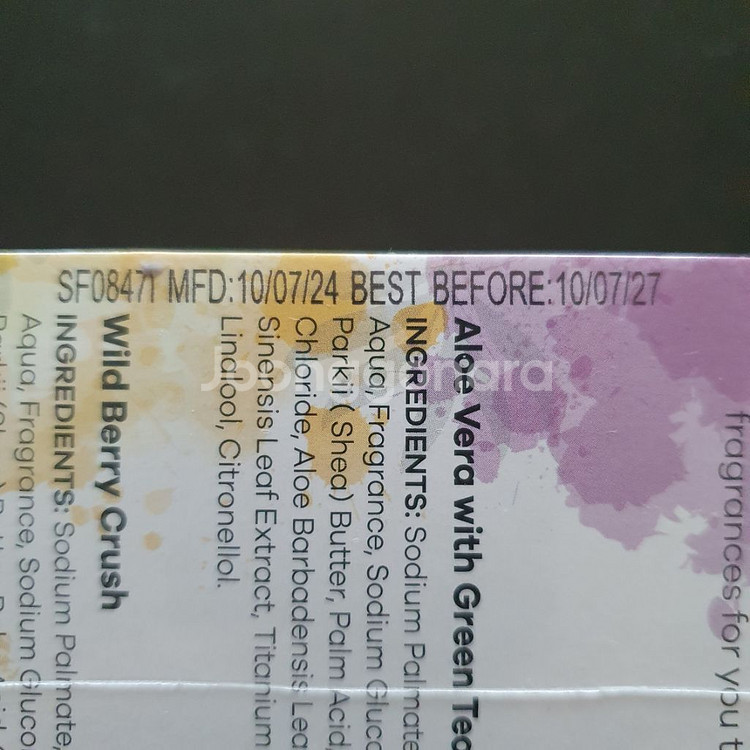 SF08471 MFD:10/07/24 BEST BEFORE:10/07/27
fragrances for you t
Aloe Vera with Green Tea
INGREDIENTS: Sodium Palmate
Aqua, Fragrance, Sodium Gluco
Parkii ( Shea) Butter, Palm Acid,
Chloride, Aloe Barbadensis Lea
Sinensis Leaf Extract, Titanium
Linalool, Citronellol.
Wild Berry Crush
INGREDIENTS: Sodium Palmate,
Aqua, Fragrance, Sodium Gluco
Joonggonara